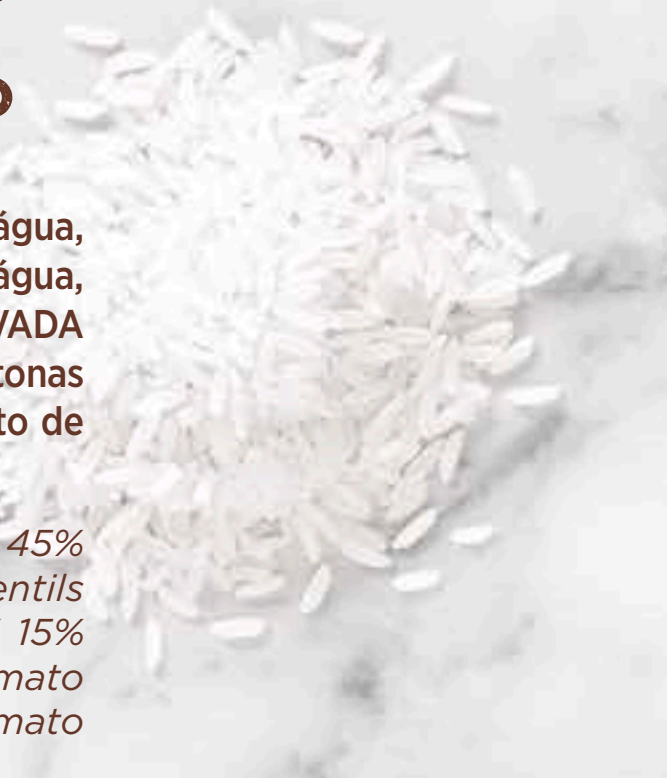 água,
água,
VADA
tonas
to de
45%
entils
15%
mato
mato